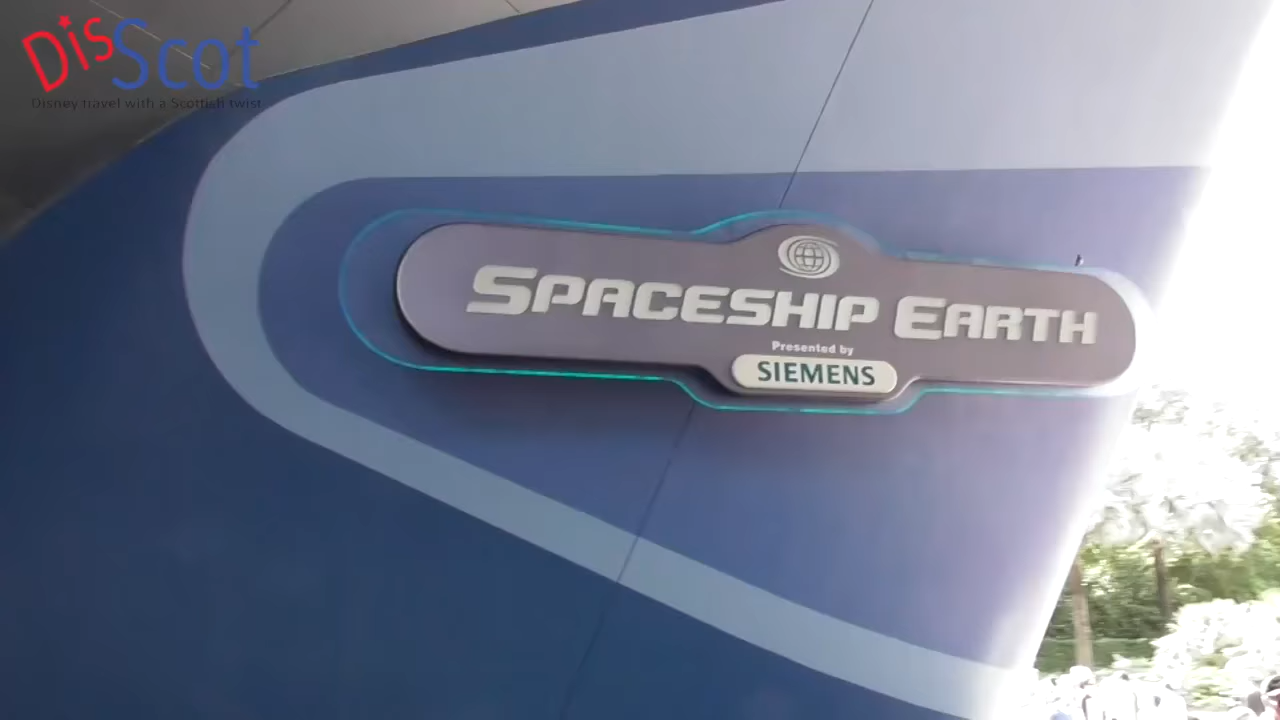 DisScot
Disney travel with a Scottish twist
SPACESHIP EARTH
Presented by
SIEMENS